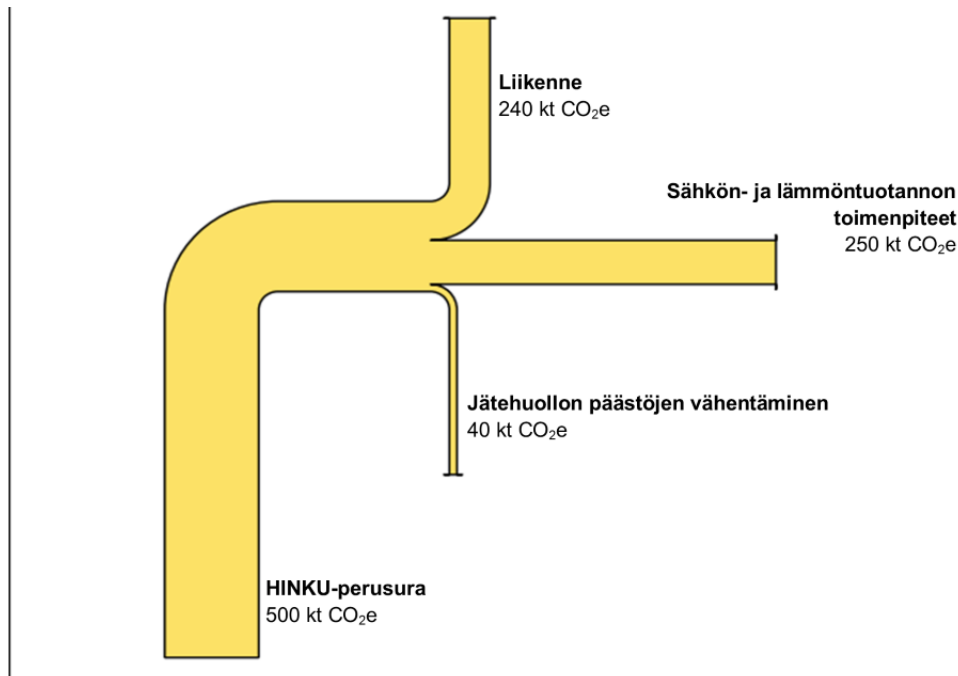 Liikenne
240 kt CO₂e
Sähkön- ja lämmöntuotannon
toimenpiteet
250 kt CO₂e
Jätehuollon päästöjen vähentäminen
40 kt CO₂e
HINKU-perusura
500 kt CO₂e